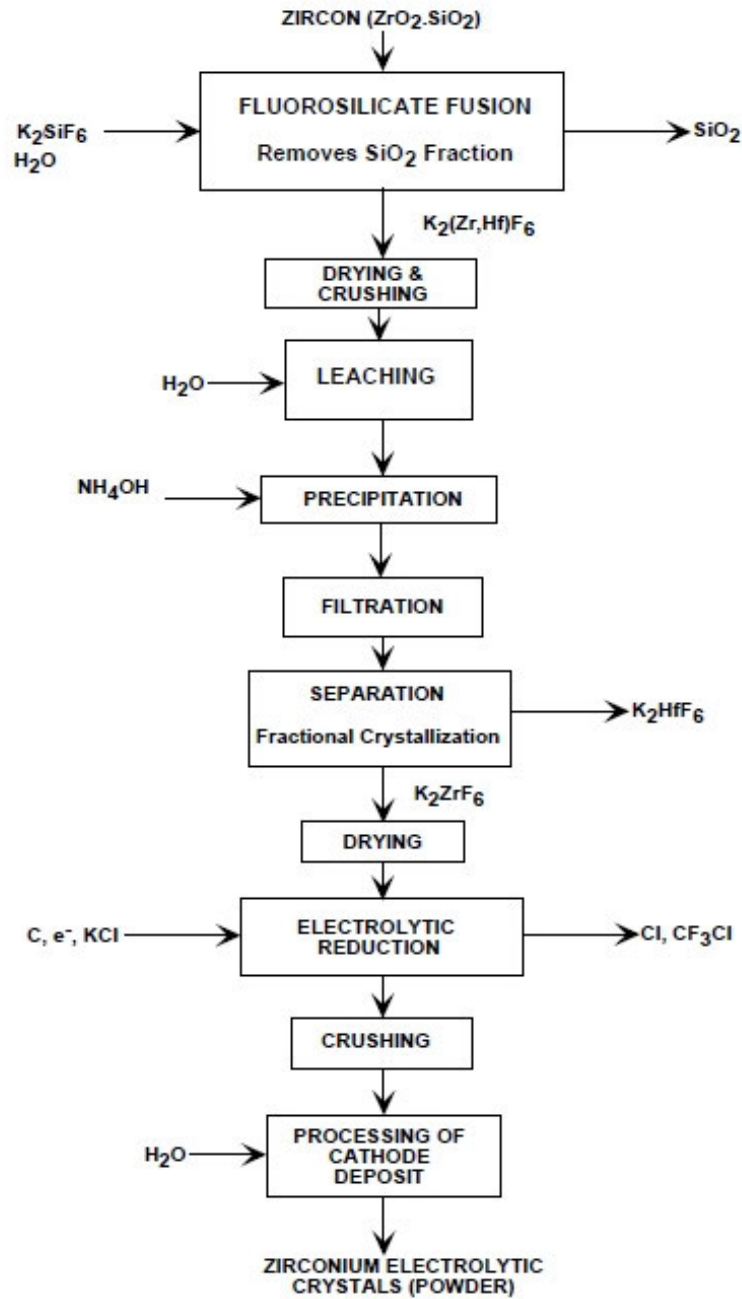 ZIRCON (ZrO2.SiO2)
FLUOROSILICATE FUSION
Removes SiO2 Fraction
K2SiF6
H2O
SiO2
K2(Zr,Hf)F6
DRYING &
CRUSHING
LEACHING
H2O
NH4OH
PRECIPITATION
FILTRATION
SEPARATION
Fractional Crystallization
K2HfF6
K2ZrF6
DRYING
C, e-, KCl
ELECTROLYTIC
REDUCTION
Cl, CF3Cl
CRUSHING
H2O
PROCESSING OF
CATHODE
DEPOSIT
ZIRCONIUM ELECTROLYTIC
CRYSTALS (POWDER)